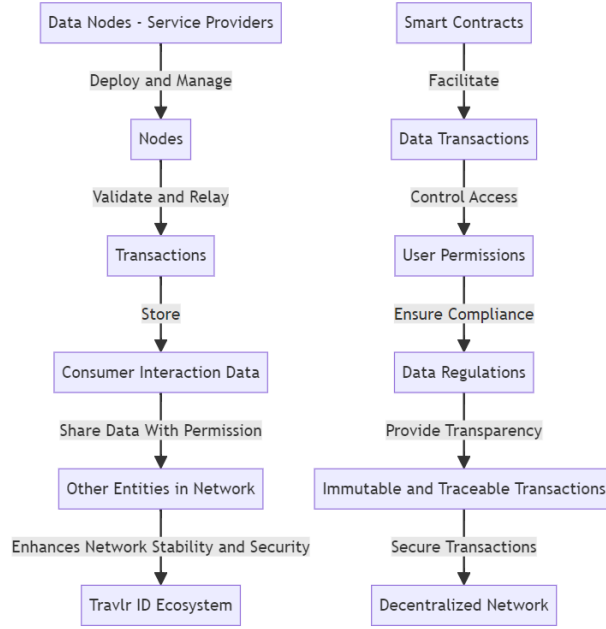 Data Nodes - Service Providers
Deploy and Manage
Nodes
Validate and Relay
Transactions
Store
Consumer Interaction Data
Share Data With Permission
Other Entities in Network
Enhances Network Stability and Security
Travlr ID Ecosystem
Smart Contracts
Facilitate
Data Transactions
Control Access
User Permissions
Ensure Compliance
Data Regulations
Provide Transparency
Immutable and Traceable Transactions
Secure Transactions
Decentralized Network